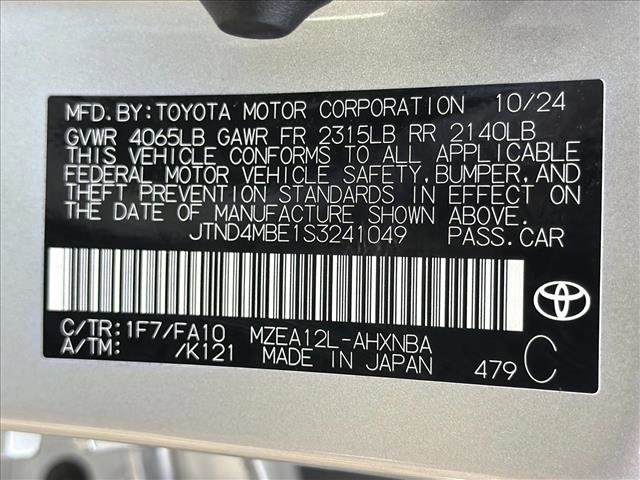 MFD.BY:TOYOTA MOTOR CORPORATION 10/24
GVWR 4065LB GAWR FR 2315LB RR 2140LB
THIS VEHICLE CONFORMS TO ALL APPLICABLE
FEDERAL MOTOR VEHICLE SAFETY,BUMPER,AND
THEFT PREVENTION STANDARDS IN EFFECT ON
THE DATE OF MANUFACTURE SHOWN ABOVE.
JTND4MBE1S3241049 PASS.CAR
C/TR:1F7/FA10 MZEA12L-AHXNBA
A/TM: /K121 MADE IN JAPAN 479 C